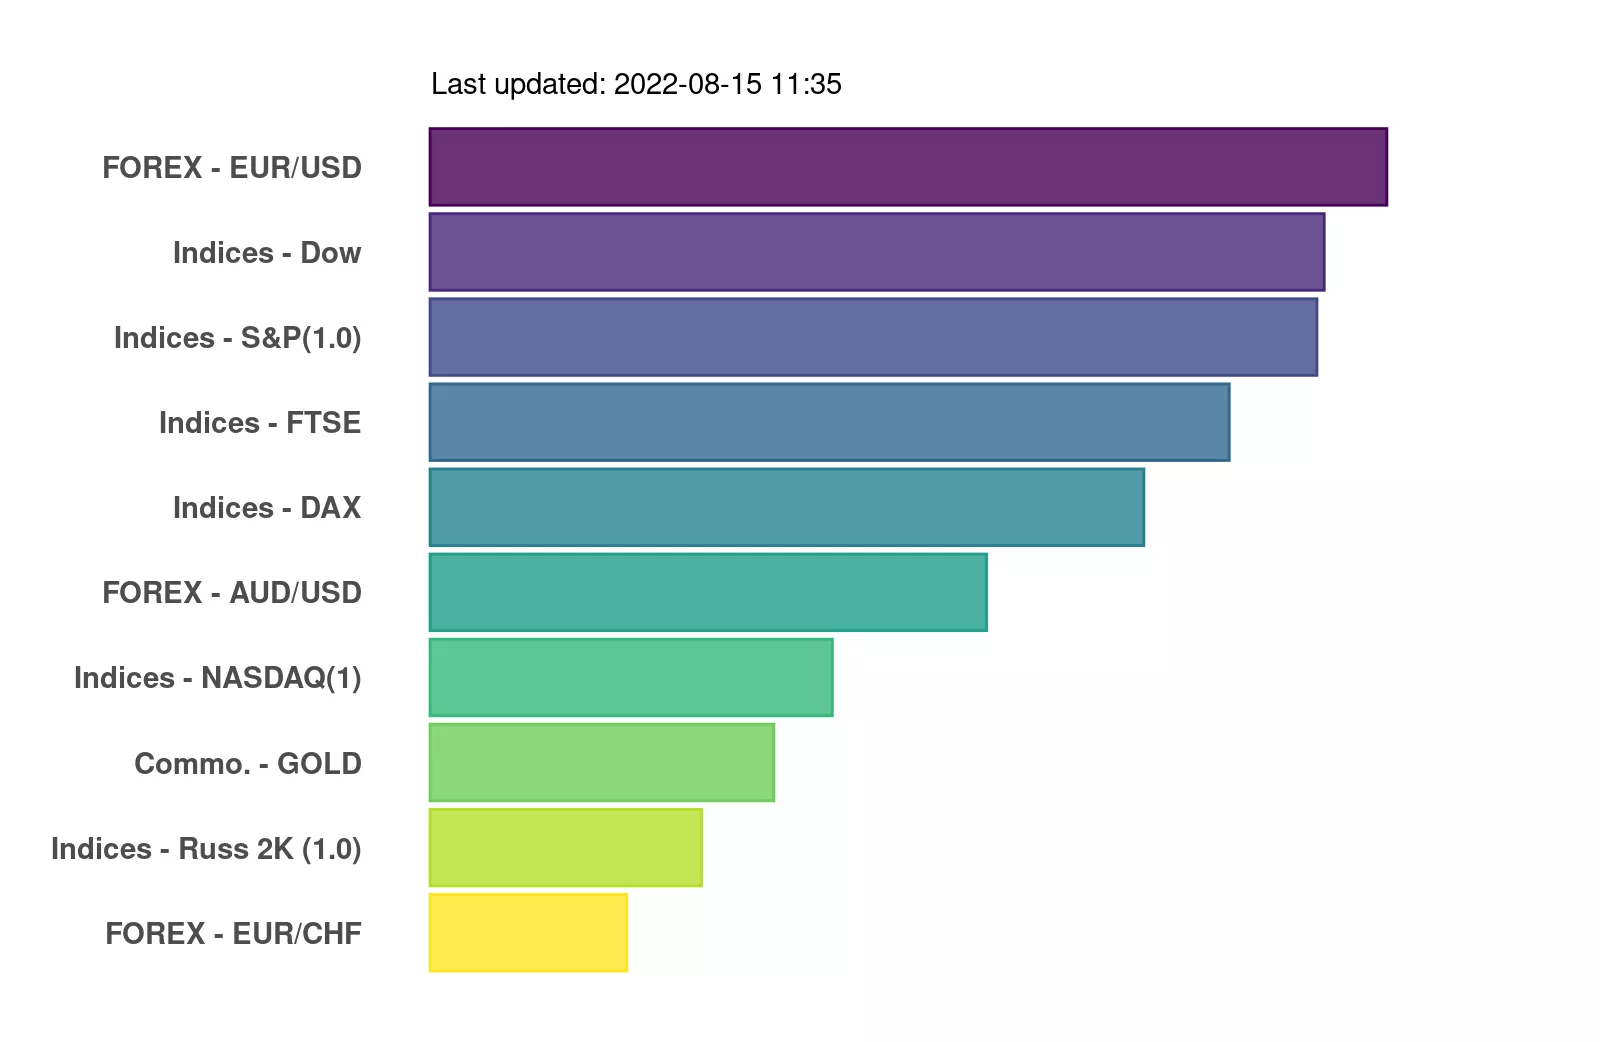 Last updated: 2022-08-15 11:35
FOREX - EUR/USD
Indices - Dow
Indices - S&P(1.0)
Indices - FTSE
Indices - DAX
FOREX - AUD/USD
Indices - NASDAQ(1)
Commo. - GOLD
Indices - Russ 2K (1.0)
FOREX - EUR/CHF